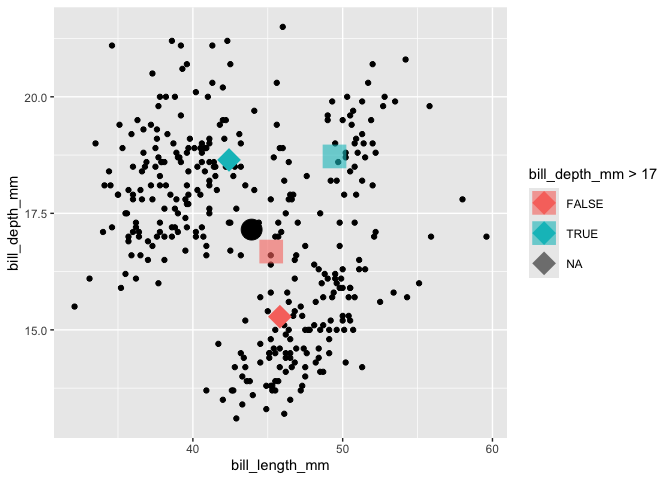 20.0
17.5
15.0
bill_depth_mm
40
50
60
bill_length_mm
bill_depth_mm > 17
FALSE
TRUE
NA